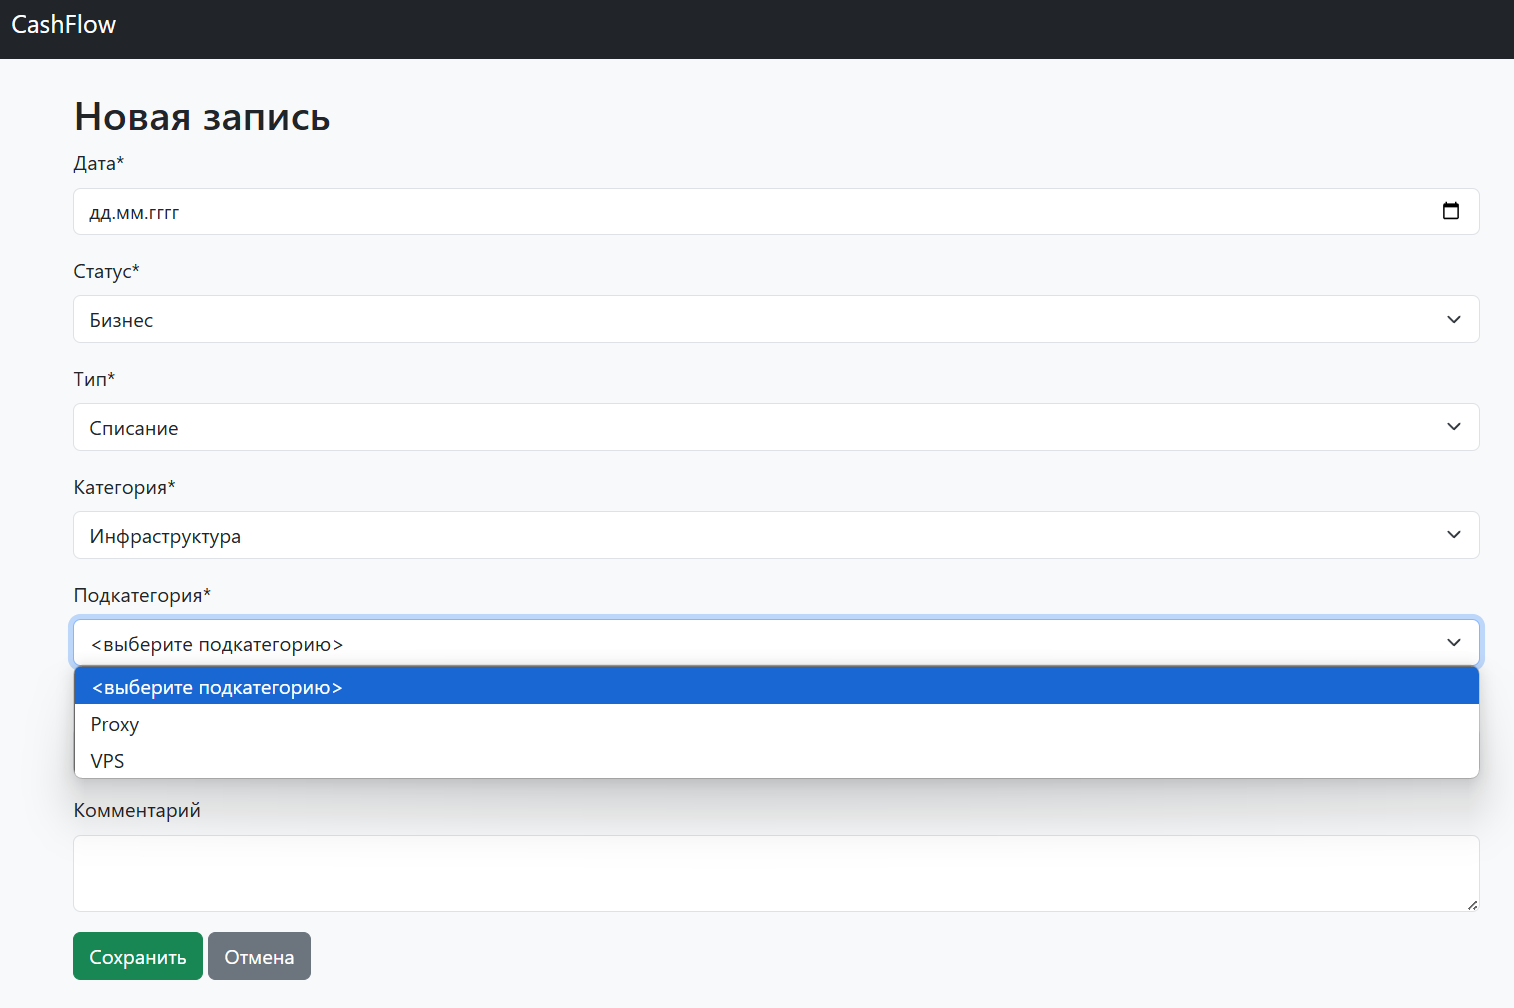 CashFlow
Новая запись
Дата*
дд.мм.гггг
Статус*
Бизнес
Тип*
Списание
Категория*
Инфраструктура
Подкатегория*
<выберите подкатегорию>
<выберите подкатегорию>
Proxy
VPS
Комментарий
Сохранить Отмена